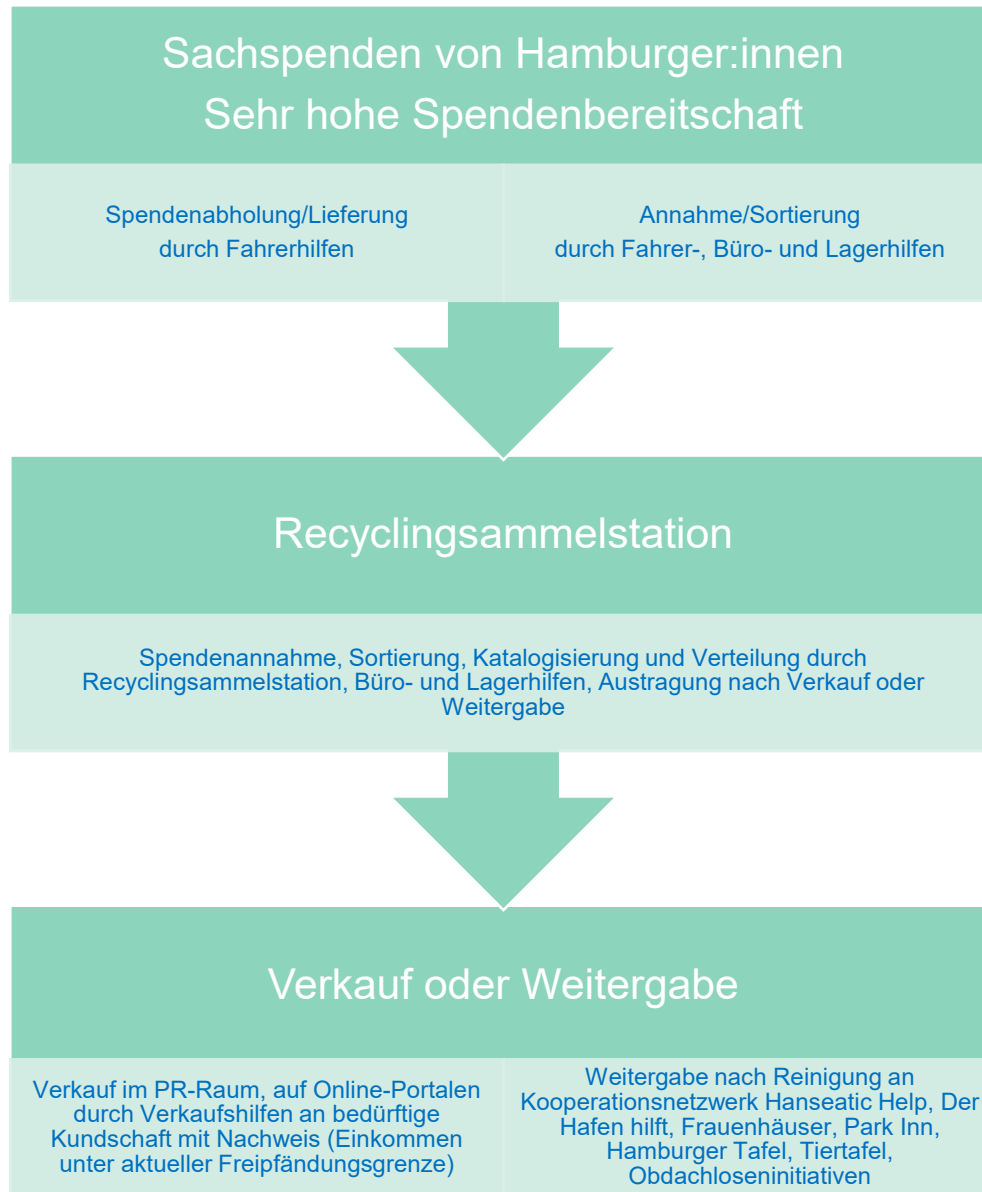 Sachspenden von Hamburger:innen
Sehr hohe Spendenbereitschaft
Spendenabholung/Lieferung
durch Fahrerhilfen
Annahme/Sortierung
durch Fahrer-, Büro- und Lagerhilfen
Recyclingsammelstation
Spendenannahme, Sortierung, Katalogisierung und Verteilung durch
Recyclingsammelstation, Büro- und Lagerhilfen, Austragung nach Verkauf oder
Weitergabe
Verkauf oder Weitergabe
Verkauf im PR-Raum, auf Online-Portalen
durch Verkaufshilfen an bedürftige
Kundschaft mit Nachweis (Einkommen
unter aktueller Freipfändungsgrenze)
Weitergabe nach Reinigung an
Kooperationsnetzwerk Hanseatic Help, Der
Hafen hilft, Frauenhäuser, Park Inn,
Hamburger Tafel, Tiertafel,
Obdachloseninitiativen